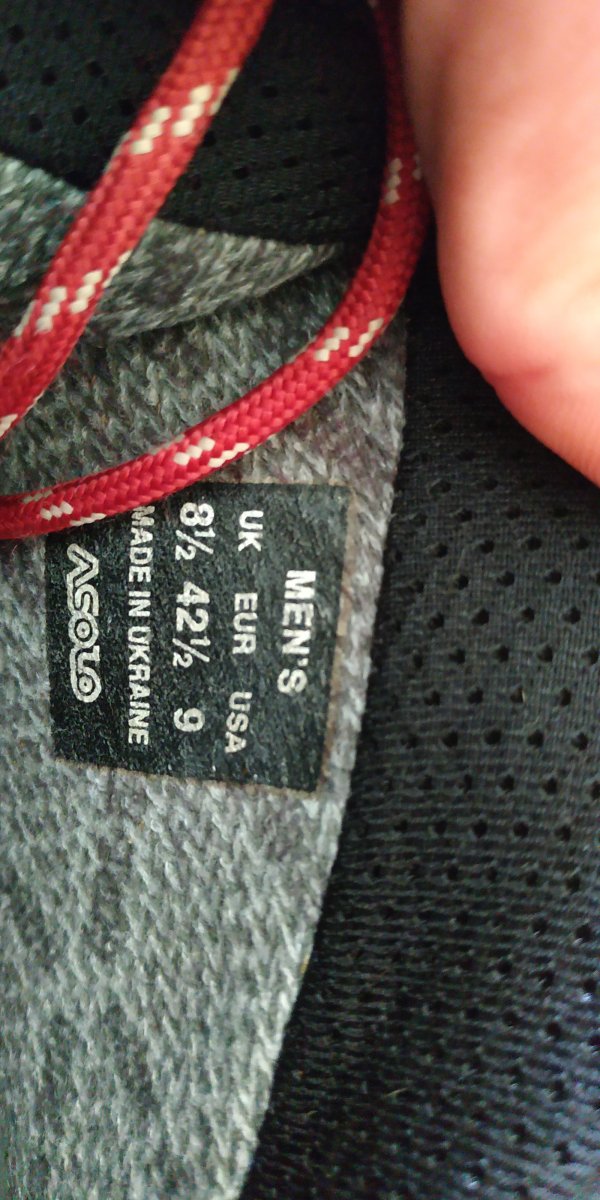 MEN'S
UK EUR USA
8½ 42½ 9
MADE IN UKRAINE
ASOLO